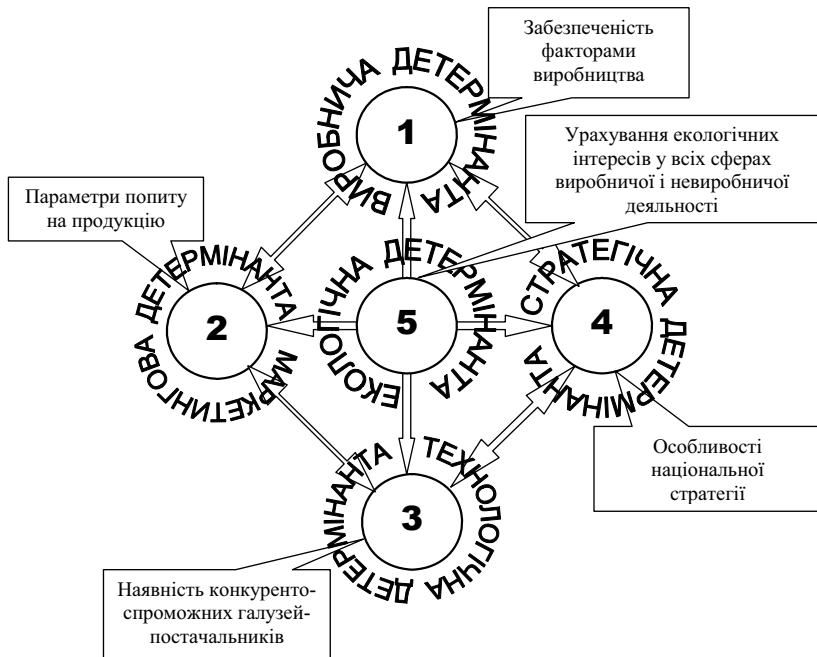 Забезпеченість
факторами
виробництва
ВИРОБНИЧА ДЕТЕРМІНАНТА
1
Урахування екологічних
інтересів у всіх сферах
виробничої і невиробничої
деяльності
Параметри попиту
на продукцію
МАРКЕТИНГОВА ДЕТЕРМІНАНТА
2
ЕКОЛОГІЧНА ДЕТЕРМІНАНТА
5
СТРАТЕГІЧНА ДЕТЕРМІНАНТА
4
Особливості
національної
стратегії
ТЕХНОЛОГІЧНА ДЕТЕРМІНАНТА
3
Наявність конкуренто-
спроможних галузей-
постачальників